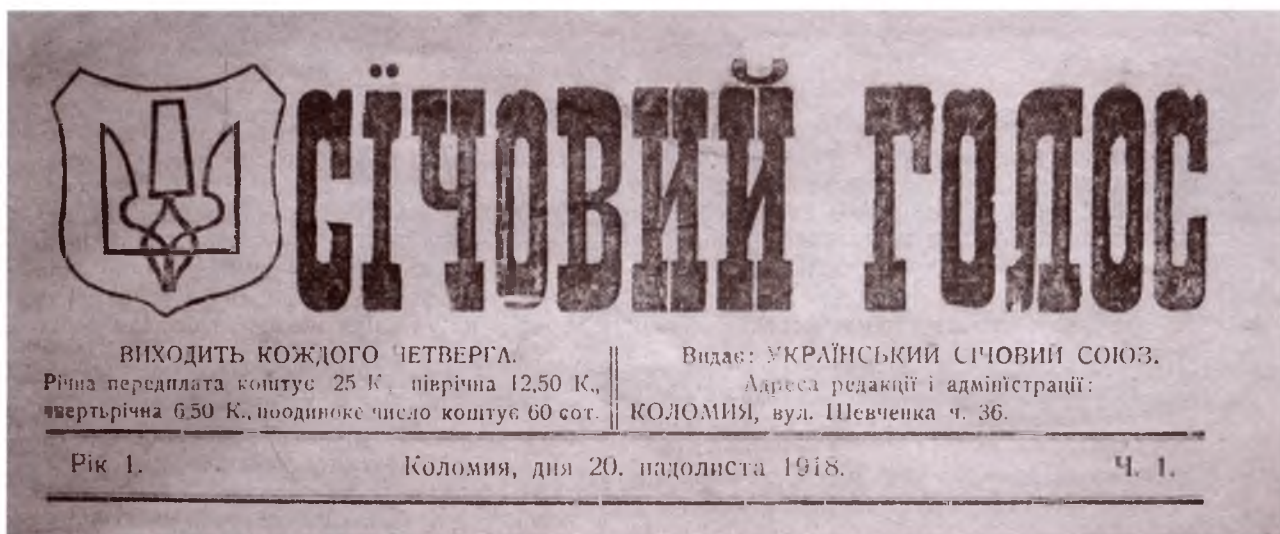 СЇЧОВИЙ ГОЛОС
ВИХОДИТЬ КОЖДОГО ЧЕТВЕРГА.
Річна передплата коштує 25 К., піврічна 12,50 К.,
чвертьрічна 6,50 К., поодиноке число коштує 60 сот.
Видає: УКРАЇНСЬКИЙ СІЧОВИЙ СОЮЗ.
Адреса редакції і адміністрації:
КОЛОМИЯ, вул. Шевченка ч. 36.
Рік 1. Коломия, дня 20. падолиста 1918. Ч. 1.